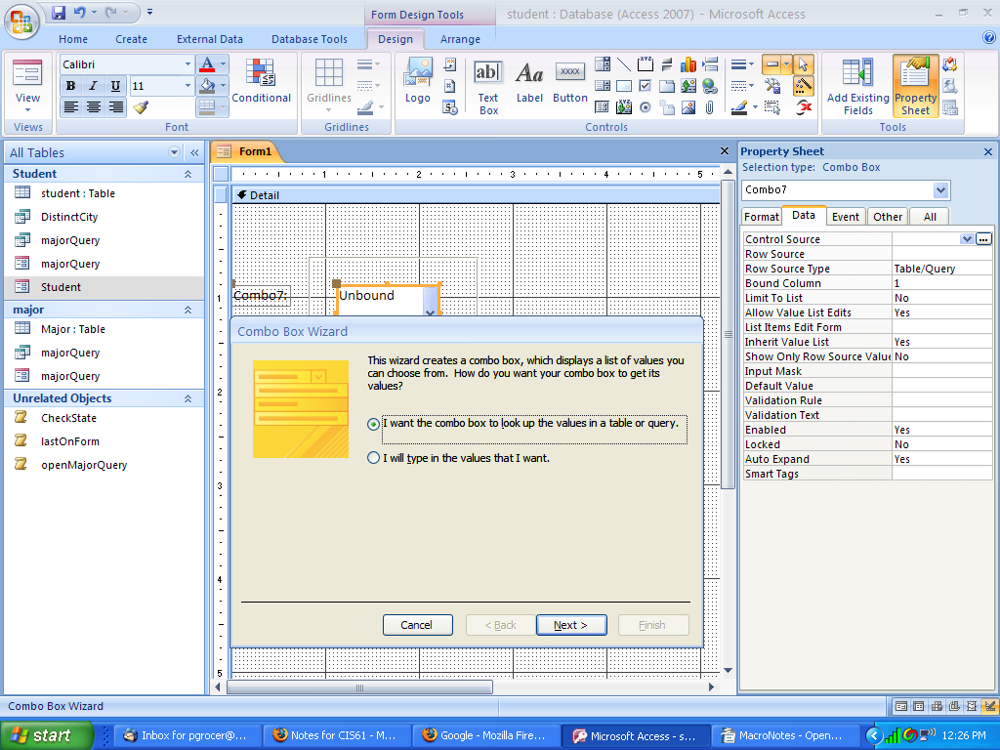 Form Design Tools
student : Database (Access 2007) - Microsoft Access
Home
Create
External Data
Database Tools
Design
Arrange
View
Views
Calibri
B I U
11
A
Conditional
Font
Gridlines
Gridlines
Logo
ab|
Text
Box
Aa
Label
XXXX
Button
Controls
Add Existing
Fields
Property
Sheet
Tools
All Tables
Student
student : Table
DistinctCity
majorQuery
majorQuery
Student
major
Major : Table
majorQuery
majorQuery
Unrelated Objects
CheckState
lastOnForm
openMajorQuery
Form1
1 2 3 4 5
Detail
1
2
3
4
5
Combo7:
Unbound
Combo Box Wizard
This wizard creates a combo box, which displays a list of values you
can choose from. How do you want your combo box to get its
values?
I want the combo box to look up the values in a table or query.
I will type in the values that I want.
Cancel
< Back
Next >
Finish
Property Sheet
Selection type: Combo Box
Combo7
Format
Data
Event
Other
All
Control Source
Row Source
Row Source Type Table/Query
Bound Column 1
Limit To List No
Allow Value List Edits Yes
List Items Edit Form
Inherit Value List Yes
Show Only Row Source Value No
Input Mask
Default Value
Validation Rule
Validation Text
Enabled Yes
Locked No
Auto Expand Yes
Smart Tags
Combo Box Wizard
start
Inbox for pgrocer@...
Notes for CIS61 - M...
Google - Mozilla Fire...
Microsoft Access - s...
MacroNotes - Open...
12:26 PM